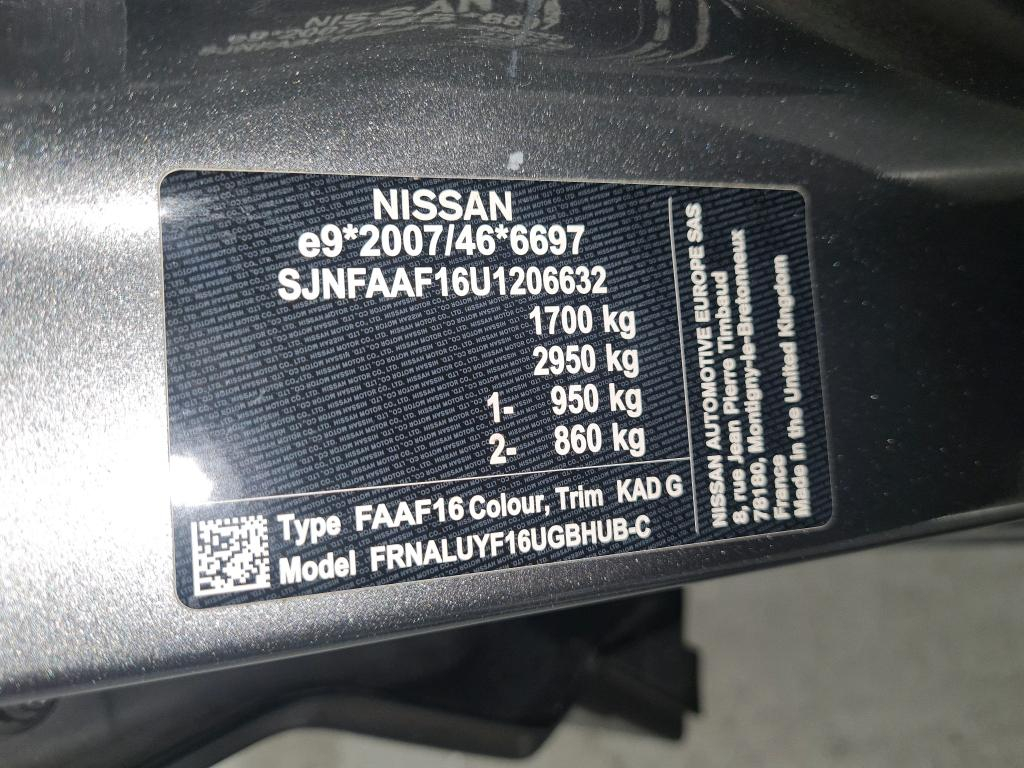 NISSAN
e9*2007/46*6697
SJNFAAF16U1206632
1700 kg
2950 kg
1- 950 kg
2- 860 kg
Type FAAF16 Colour, Trim KAD G
Model FRNALUYF16UGBHUB-C
NISSAN AUTOMOTIVE EUROPE SAS
8, rue Jean Pierre Timbaud
78180, Montigny-le-Bretonneux
France
Made in the United Kingdom